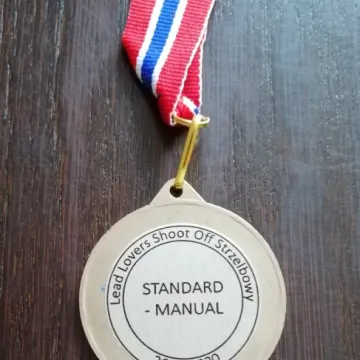 Lead Lovers Shoot Off Strzelbowy
STANDARD
- MANUAL